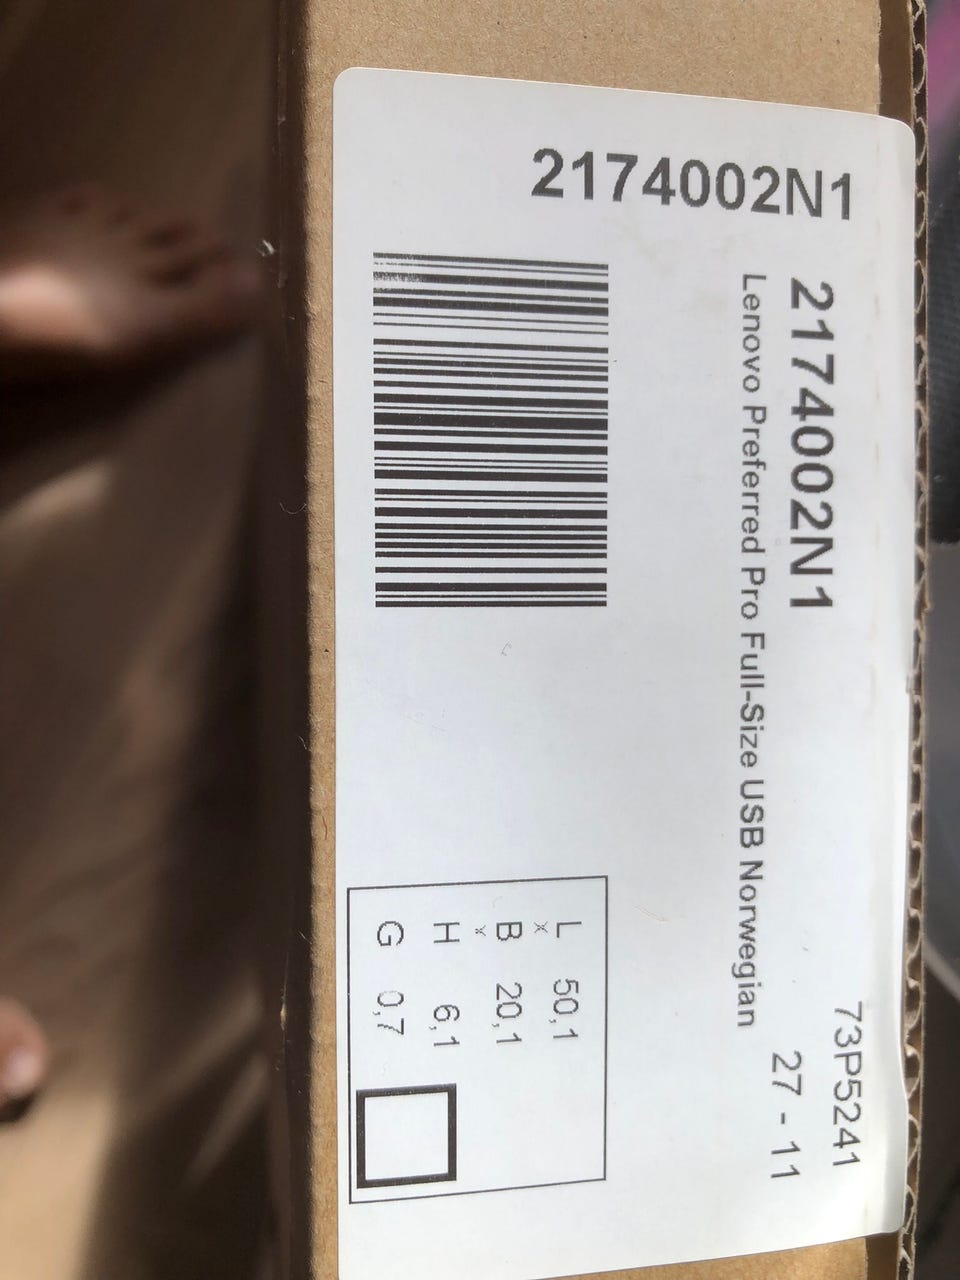 2174002N1
73P5241
2174002N1
27 - 11
Lenovo Preferred Pro Full-Size USB Norwegian
L 50,1
x
B 20,1
x
H 6,1
G 0,7